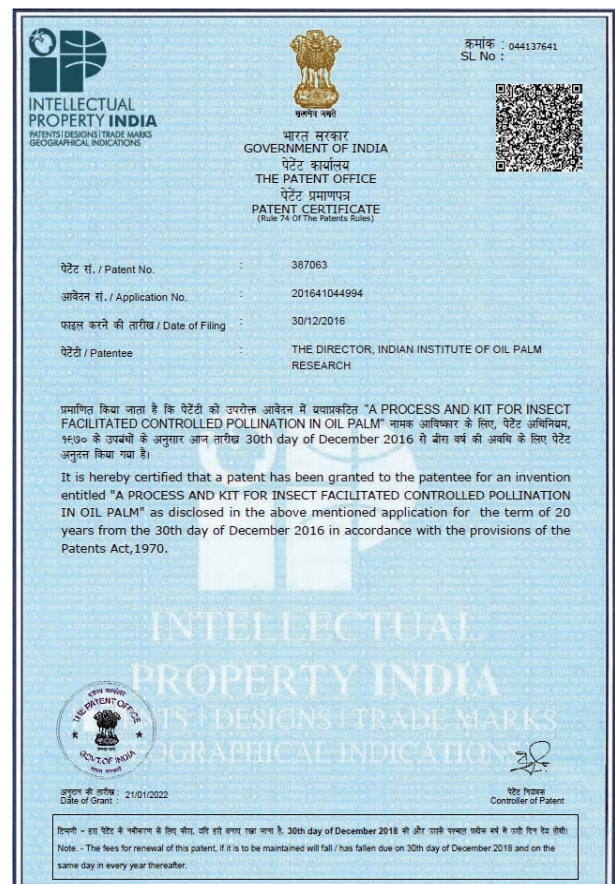 INTELLECTUAL
PROPERTY INDIA
PATENTS | DESIGNS | TRADE MARKS
GEOGRAPHICAL INDICATIONS
सत्यमेव जयते
क्रमांक : 044137641
SL No :
भारत सरकार
GOVERNMENT OF INDIA
पेटेंट कार्यालय
THE PATENT OFFICE
पेटेंट प्रमाणपत्र
PATENT CERTIFICATE
(Rule 74 Of The Patents Rules)
पेटेंट सं. / Patent No. : 387063
आवेदन सं. / Application No. : 201641044994
फाइल करने की तारीख / Date of Filing : 30/12/2016
पेटेंटी / Patentee : THE DIRECTOR, INDIAN INSTITUTE OF OIL PALM
RESEARCH
प्रमाणित किया जाता है कि पेटेंटी को उपरोक्त आवेदन में यथाप्रकटित "A PROCESS AND KIT FOR INSECT
FACILITATED CONTROLLED POLLINATION IN OIL PALM" नामक आविष्कार के लिए, पेटेंट अधिनियम,
१९७० के उपबंधों के अनुसार आज तारीख 30th day of December 2016 से बीस वर्ष की अवधि के लिए पेटेंट
अनुदत्त किया गया है।
It is hereby certified that a patent has been granted to the patentee for an invention
entitled "A PROCESS AND KIT FOR INSECT FACILITATED CONTROLLED POLLINATION
IN OIL PALM" as disclosed in the above mentioned application for the term of 20
years from the 30th day of December 2016 in accordance with the provisions of the
Patents Act,1970.
INTELLECTUAL
PROPERTY INDIA
DESIGNS | TRADE MARKS
GEOGRAPHICAL INDICATIONS
THE PATENT OFFICE
GOVT. OF INDIA
अनुदान की तारीख : 21/01/2022
Date of Grant :
पेटेंट नियंत्रक
Controller of Patent
टिप्पणी - इस पेटेंट के नवीकरण के लिए फीस, यदि इसे बनाए रखा जाना है, 30th day of December 2018 को और उसके पश्चात प्रत्येक वर्ष मे उसी दिन देय होगी।
Note. - The fees for renewal of this patent, if it is to be maintained will fall / has fallen due on 30th day of December 2018 and on the
same day in every year thereafter.